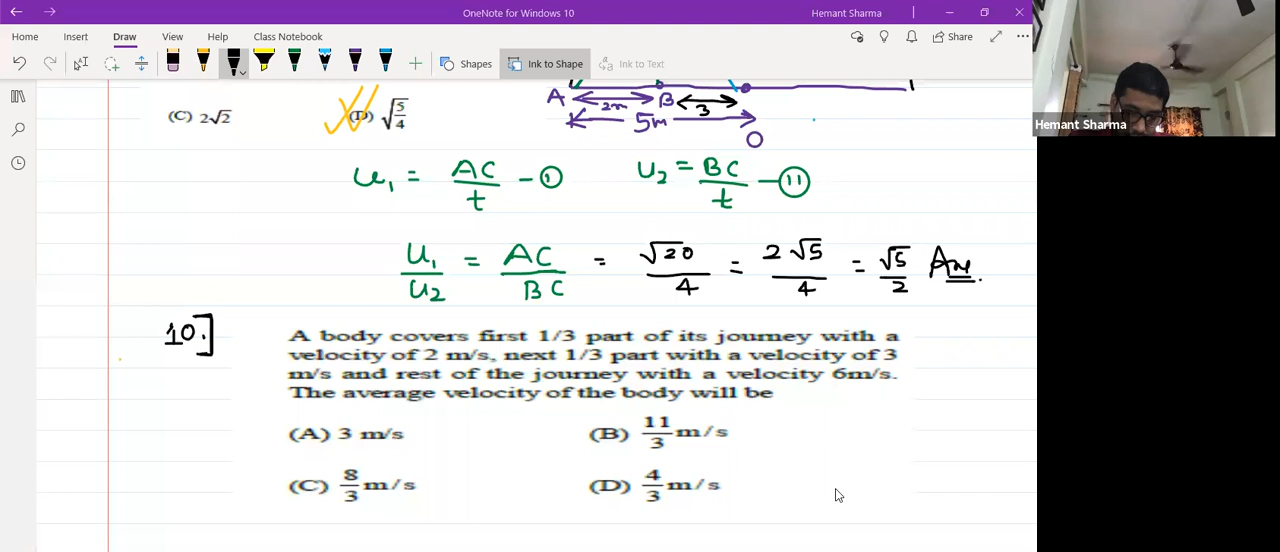 OneNote for Windows 10
Hemant Sharma
Home Insert Draw View Help Class Notebook
Share
Shapes Ink to Shape Ink to Text
Hemant Sharma
A 2m B 3
5m
O
(C) 2√2 (D) √(5/4)
u₁ = AC/t - ① u₂ = BC/t - ⑪
u₁/u₂ = AC/BC = √20/4 = 2√5/4 = √5/2 Ans.
10.]
A body covers first 1/3 part of its journey with a
velocity of 2 m/s, next 1/3 part with a velocity of 3
m/s and rest of the journey with a velocity 6m/s.
The average velocity of the body will be
(A) 3 m/s (B) 11/3 m/s
(C) 8/3 m/s (D) 4/3 m/s